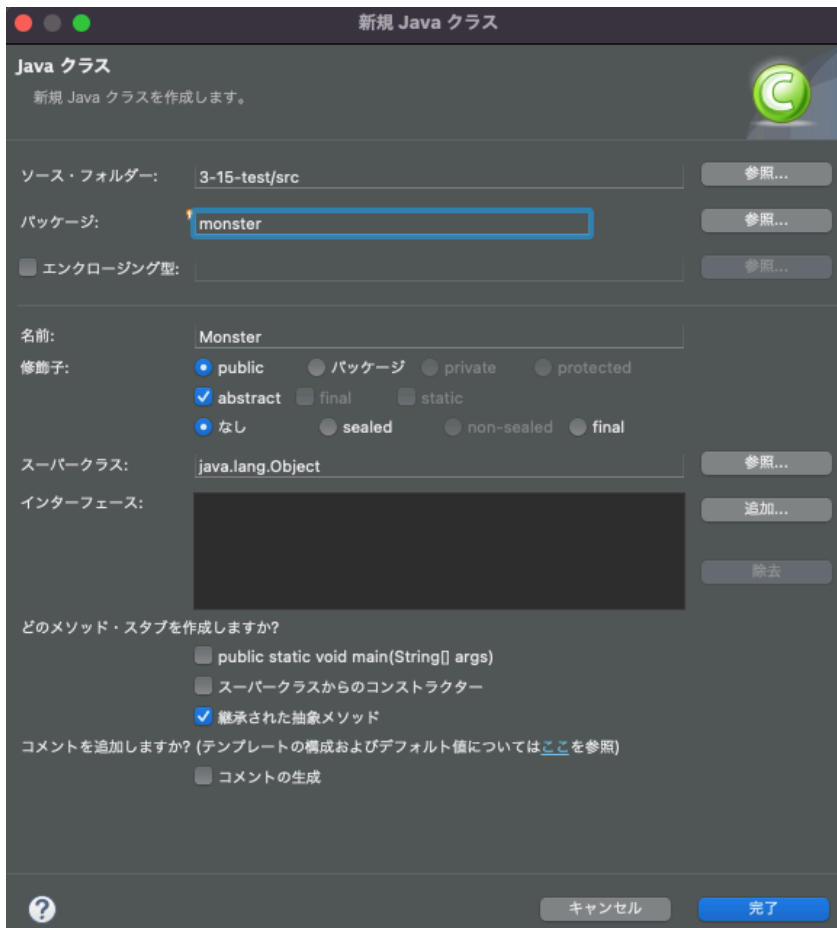 新規 Java クラス
Java クラス
新規 Java クラスを作成します。
ソース・フォルダー: 3-15-test/src 参照...
パッケージ: monster 参照...
エンクロージング型: 参照...
名前: Monster
修飾子: public パッケージ private protected
abstract final static
なし sealed non-sealed final
スーパークラス: java.lang.Object 参照...
インターフェース: 追加...
除去
どのメソッド・スタブを作成しますか?
public static void main(String[] args)
スーパークラスからのコンストラクター
継承された抽象メソッド
コメントを追加しますか? (テンプレートの構成およびデフォルト値についてはここを参照)
コメントの生成
? キャンセル 完了